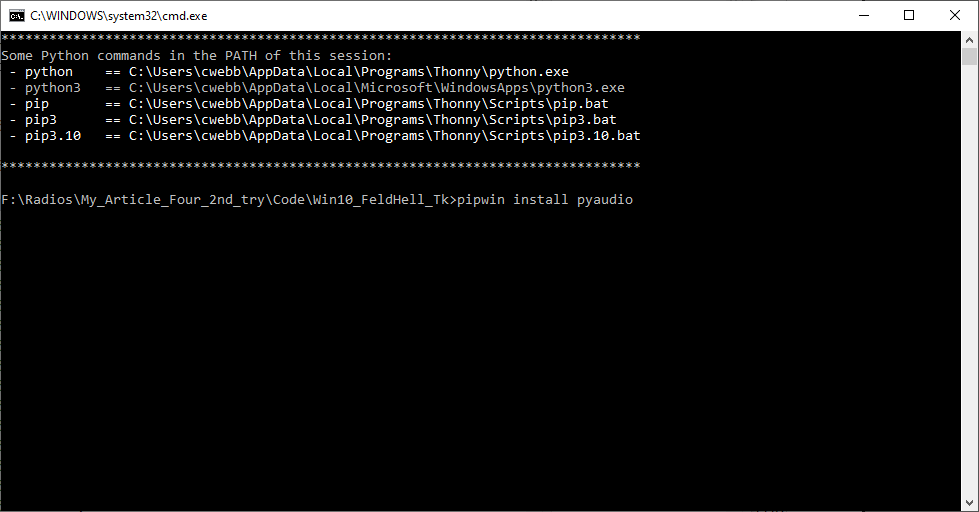 C:\WINDOWS\system32\cmd.exe
********************************************************************************
Some Python commands in the PATH of this session:
 - python    == C:\Users\cwebb\AppData\Local\Programs\Thonny\python.exe
 - python3   == C:\Users\cwebb\AppData\Local\Microsoft\WindowsApps\python3.exe
 - pip       == C:\Users\cwebb\AppData\Local\Programs\Thonny\Scripts\pip.bat
 - pip3      == C:\Users\cwebb\AppData\Local\Programs\Thonny\Scripts\pip3.bat
 - pip3.10   == C:\Users\cwebb\AppData\Local\Programs\Thonny\Scripts\pip3.10.bat
********************************************************************************
F:\Radios\My_Article_Four_2nd_try\Code\Win10_FeldHell_Tk>pipwin install pyaudio